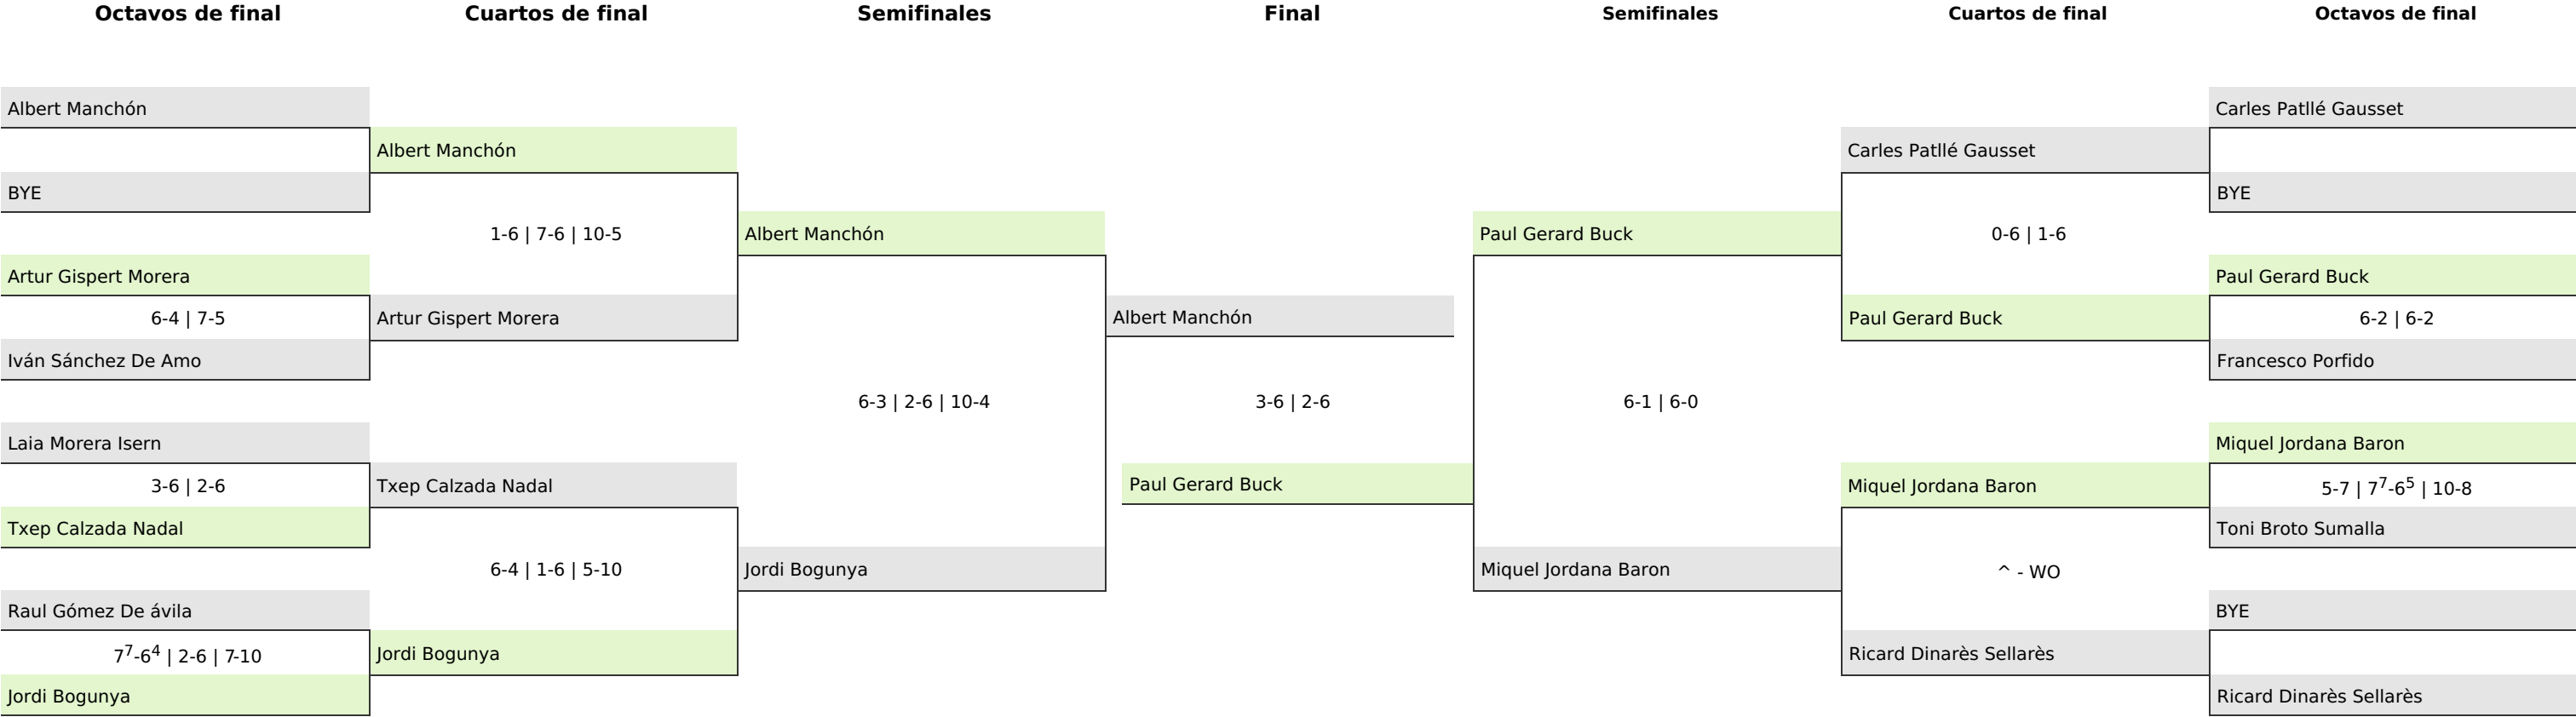 Octavos de final
Cuartos de final
Semifinales
Final
Semifinales
Cuartos de final
Octavos de final
Albert Manchón
BYE
Artur Gispert Morera
6-4 | 7-5
Iván Sánchez De Amo
Laia Morera Isern
3-6 | 2-6
Txep Calzada Nadal
Raul Gómez De ávila
7⁷-6⁴ | 2-6 | 7-10
Jordi Bogunya
Albert Manchón
1-6 | 7-6 | 10-5
Artur Gispert Morera
Txep Calzada Nadal
6-4 | 1-6 | 5-10
Jordi Bogunya
Albert Manchón
6-3 | 2-6 | 10-4
Jordi Bogunya
Albert Manchón
3-6 | 2-6
Paul Gerard Buck
Paul Gerard Buck
6-1 | 6-0
Miquel Jordana Baron
Carles Patllé Gausset
0-6 | 1-6
Paul Gerard Buck
Miquel Jordana Baron
^ - WO
Ricard Dinarès Sellarès
Carles Patllé Gausset
BYE
Paul Gerard Buck
6-2 | 6-2
Francesco Porfido
Miquel Jordana Baron
5-7 | 7⁷-6⁵ | 10-8
Toni Broto Sumalla
BYE
Ricard Dinarès Sellarès